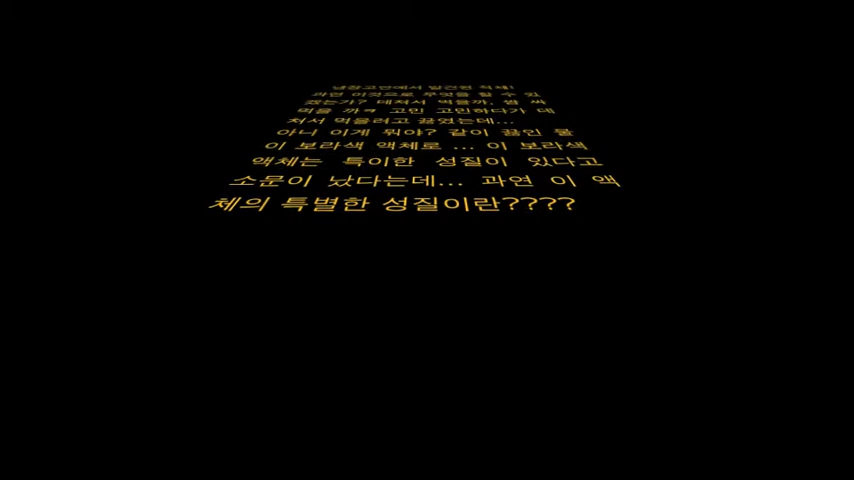 냉장고안에서 발견된 적채!
과연 이것으로 무엇을 할 수 있
겠는가? 데쳐서 먹을까, 쌈 싸
먹을 까ㅋ 고민 고민하다가 데
쳐서 먹을려고 끓였는데...
아니 이게 뭐야? 같이 끓인 물
이 보라색 액체로 ... 이 보라색
액체는 특이한 성질이 있다고
소문이 났다는데... 과연 이 액
체의 특별한 성질이란????